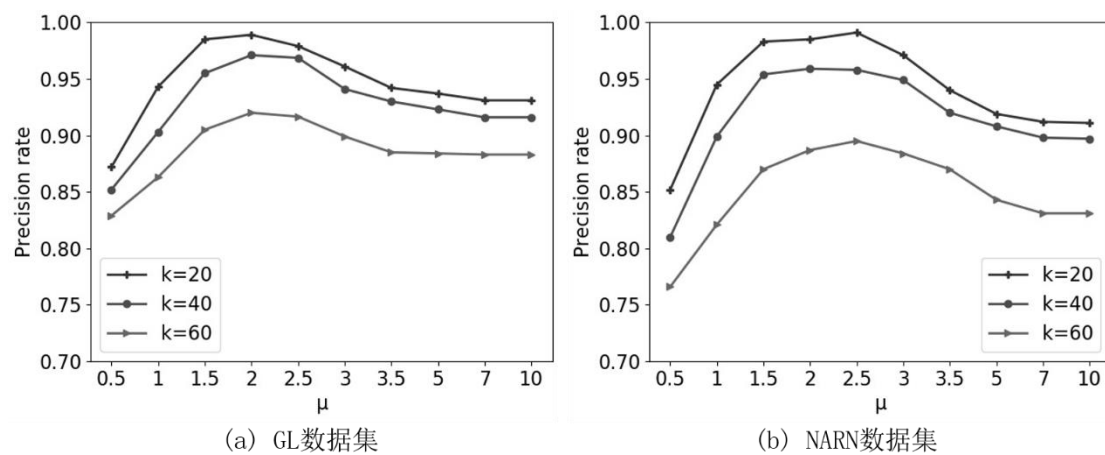 1.00
0.95
0.90
0.85
0.80
0.75
0.70
Precision rate
k=20
k=40
k=60
0.5 1 1.5 2 2.5 3 3.5 5 7 10
μ
(a) GL数据集
1.00
0.95
0.90
0.85
0.80
0.75
0.70
Precision rate
k=20
k=40
k=60
0.5 1 1.5 2 2.5 3 3.5 5 7 10
μ
(b) NARN数据集